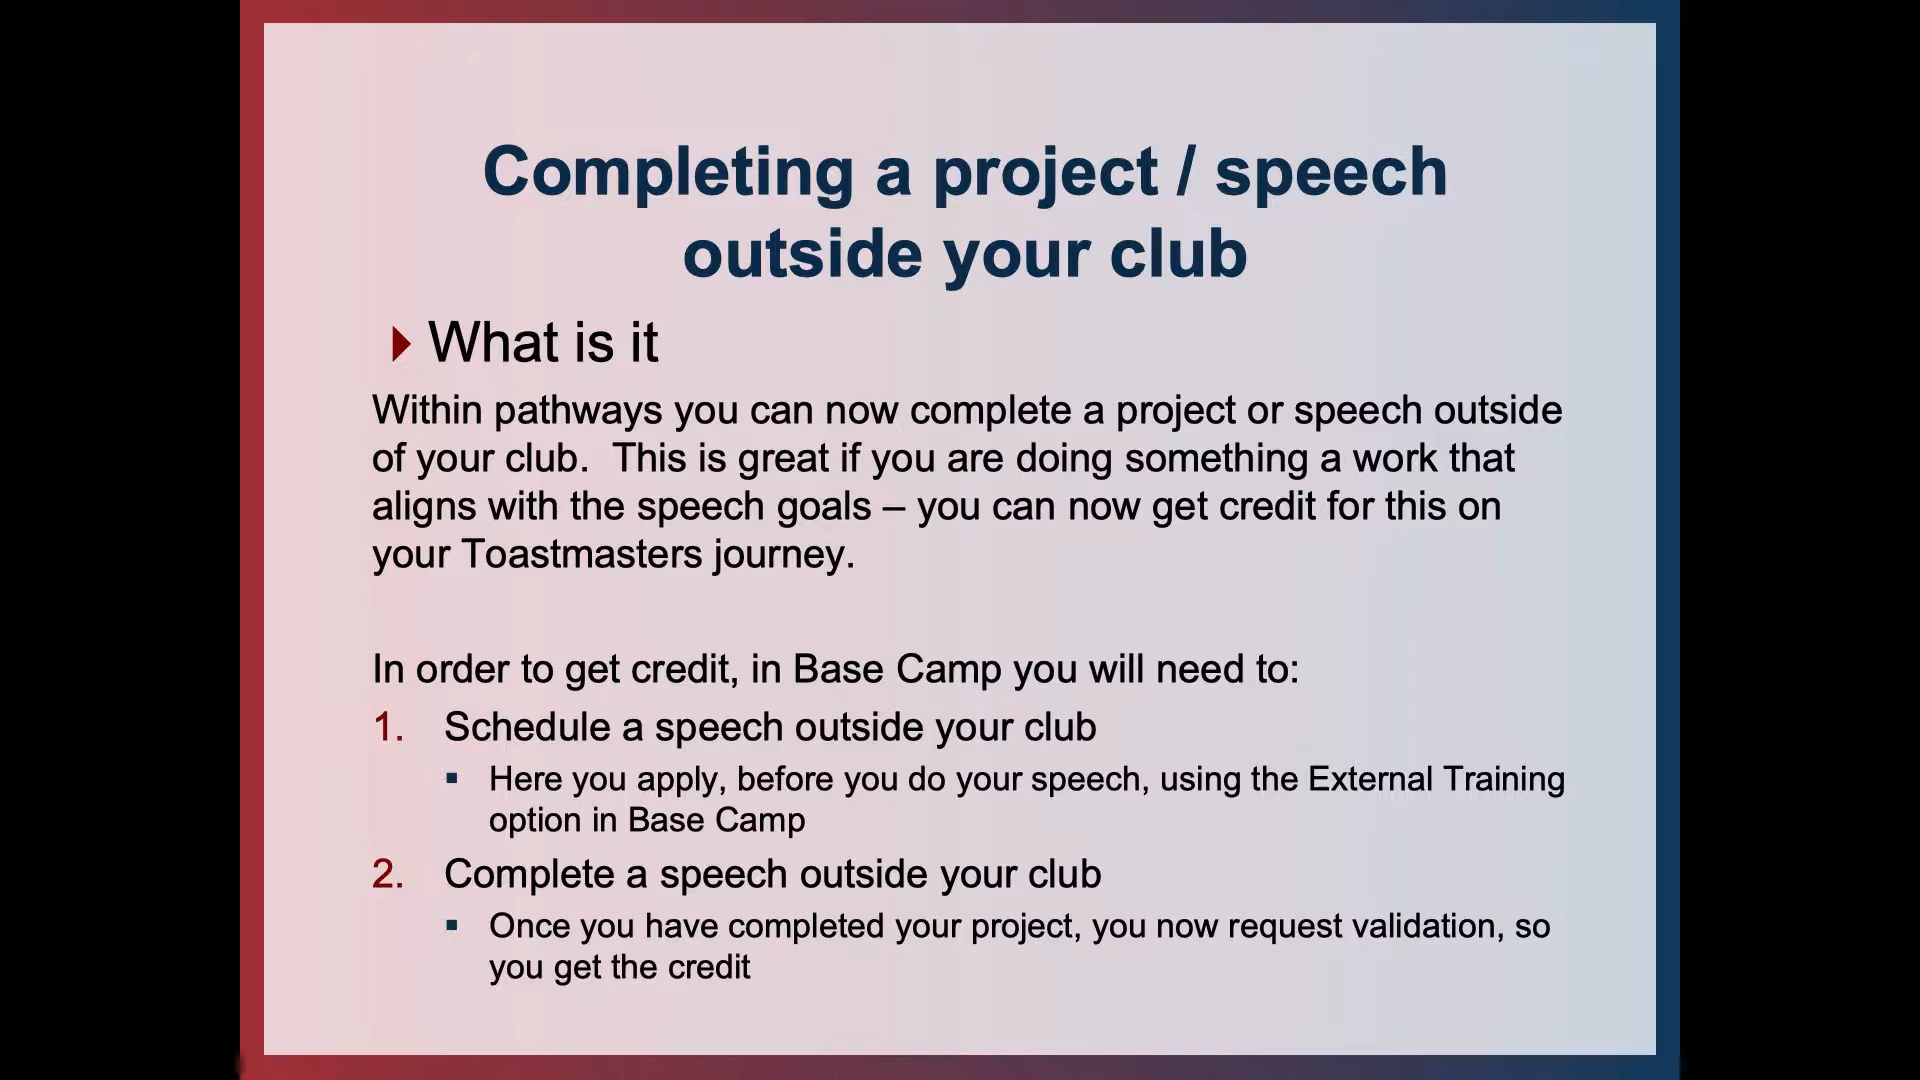 Completing a project / speech
outside your club
What is it
Within pathways you can now complete a project or speech outside
of your club.  This is great if you are doing something a work that
aligns with the speech goals – you can now get credit for this on
your Toastmasters journey.
In order to get credit, in Base Camp you will need to:
1. Schedule a speech outside your club
▪ Here you apply, before you do your speech, using the External Training
option in Base Camp
2. Complete a speech outside your club
▪ Once you have completed your project, you now request validation, so
you get the credit